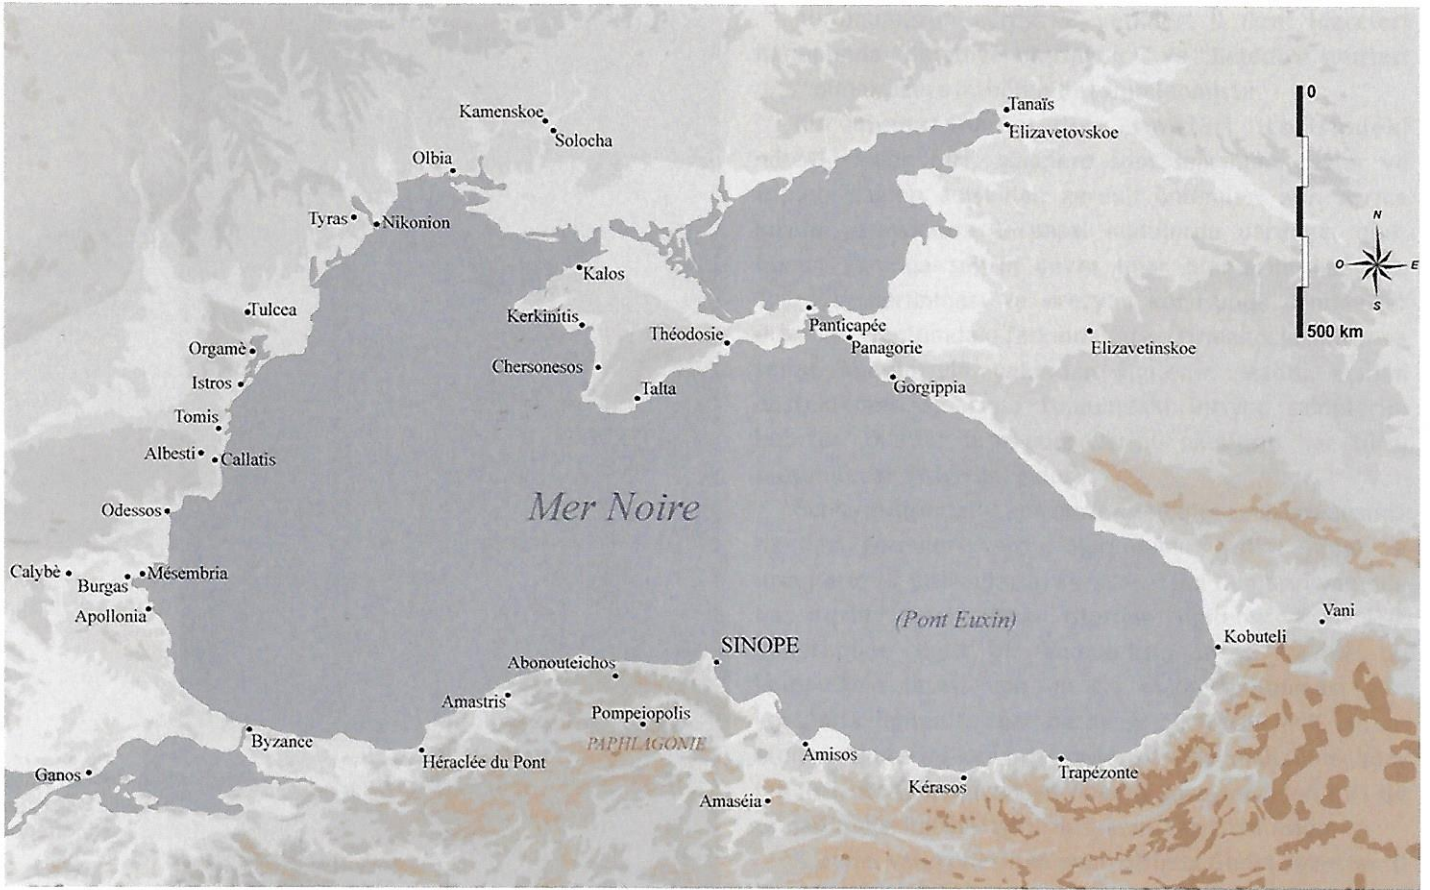 Kamenskoe
Solocha
Olbia
Tyras
Nikonion
Tanaïs
Elizavetovskoe
0
500 km
N
O
E
S
Kalos
Kerkinitis
Chersonesos
Talta
Théodosie
Panticapée
Panagorie
Gorgippia
Elizavetinskoe
Tulcea
Orgamè
Istros
Tomis
Albesti
Callatis
Odessos
Calybè
Burgas
Mésembria
Apollonia
Mer Noire
(Pont Euxin)
Vani
Kobuteli
SINOPE
Abonouteichos
Amastris
Pompeiopolis
PAPHLAGONIE
Byzance
Ganos
Héraclée du Pont
Amisos
Amaséia
Kérasos
Trapézonte